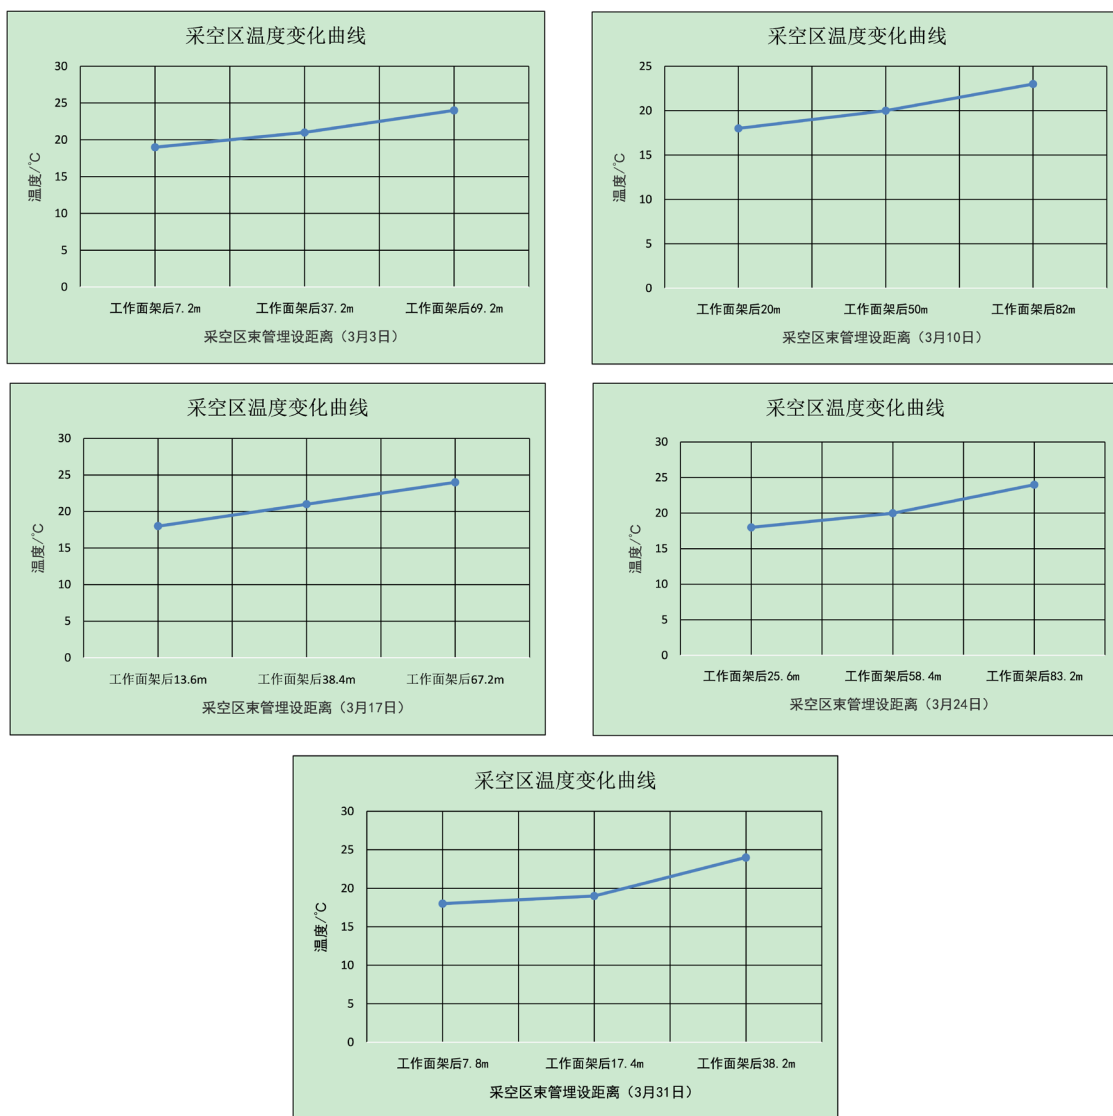 采空区温度变化曲线
30
25
20
15
10
5
0
温度/℃
工作面架后7.2m 工作面架后37.2m 工作面架后69.2m
采空区束管埋设距离（3月3日）
采空区温度变化曲线
25
20
15
10
5
0
温度/℃
工作面架后20m 工作面架后50m 工作面架后82m
采空区束管埋设距离（3月10日）
采空区温度变化曲线
30
25
20
15
10
5
0
温度/℃
工作面架后13.6m 工作面架后38.4m 工作面架后67.2m
采空区束管埋设距离（3月17日）
采空区温度变化曲线
30
25
20
15
10
5
0
温度/℃
工作面架后25.6m 工作面架后58.4m 工作面架后83.2m
采空区束管埋设距离（3月24日）
采空区温度变化曲线
30
25
20
15
10
5
0
温度/℃
工作面架后7.8m 工作面架后17.4m 工作面架后38.2m
采空区束管埋设距离（3月31日）